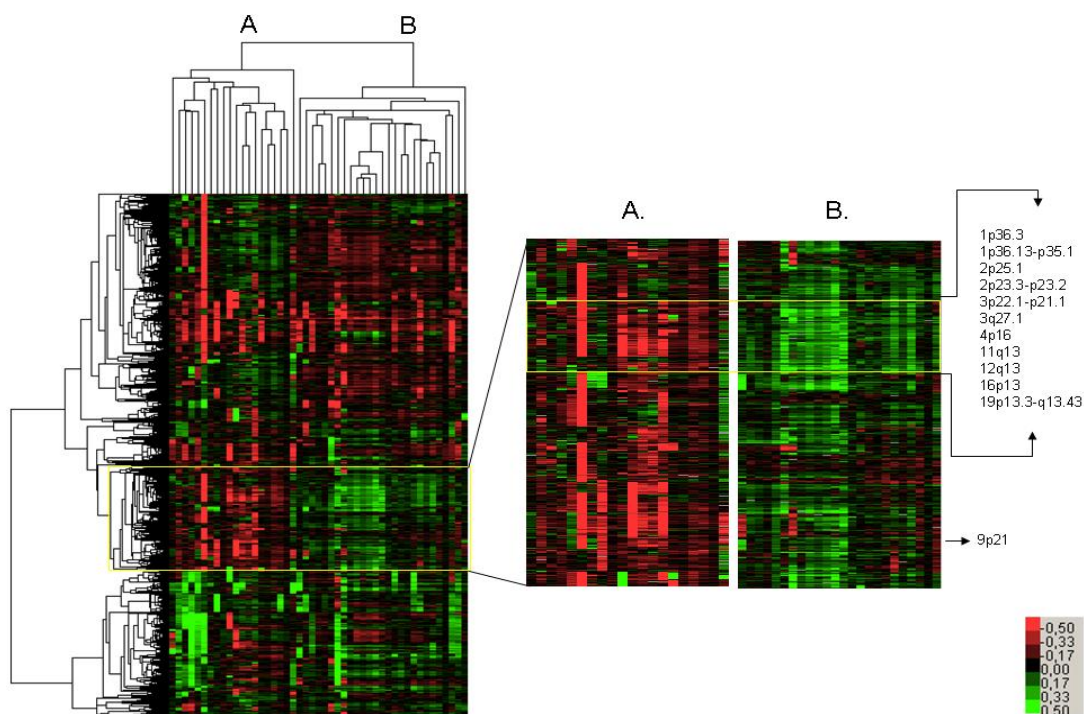 A B
A. B.
1p36.3
1p36.13-p35.1
2p25.1
2p23.3-p23.2
3p22.1-p21.1
3q27.1
4p16
11q13
12q13
16p13
19p13.3-q13.43
9p21
-0,50
-0,33
-0,17
0,00
0,17
0,33
0,50